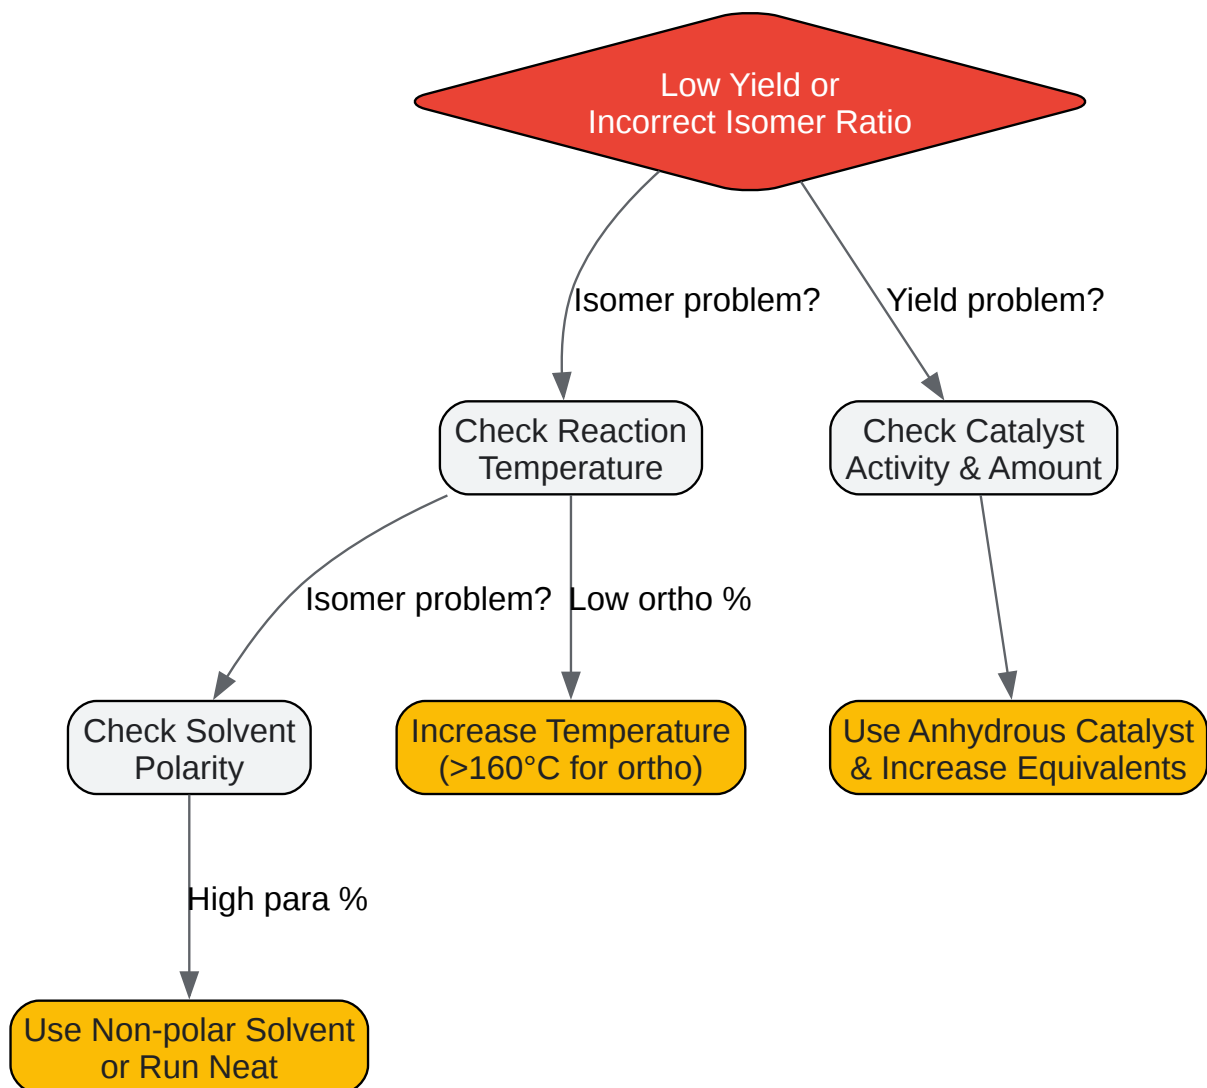 Low Yield or
Incorrect Isomer Ratio
Isomer problem?
Yield problem?
Check Reaction
Temperature
Check Catalyst
Activity & Amount
Isomer problem?
Low ortho %
Check Solvent
Polarity
Increase Temperature
(>160°C for ortho)
Use Anhydrous Catalyst
& Increase Equivalents
High para %
Use Non-polar Solvent
or Run Neat